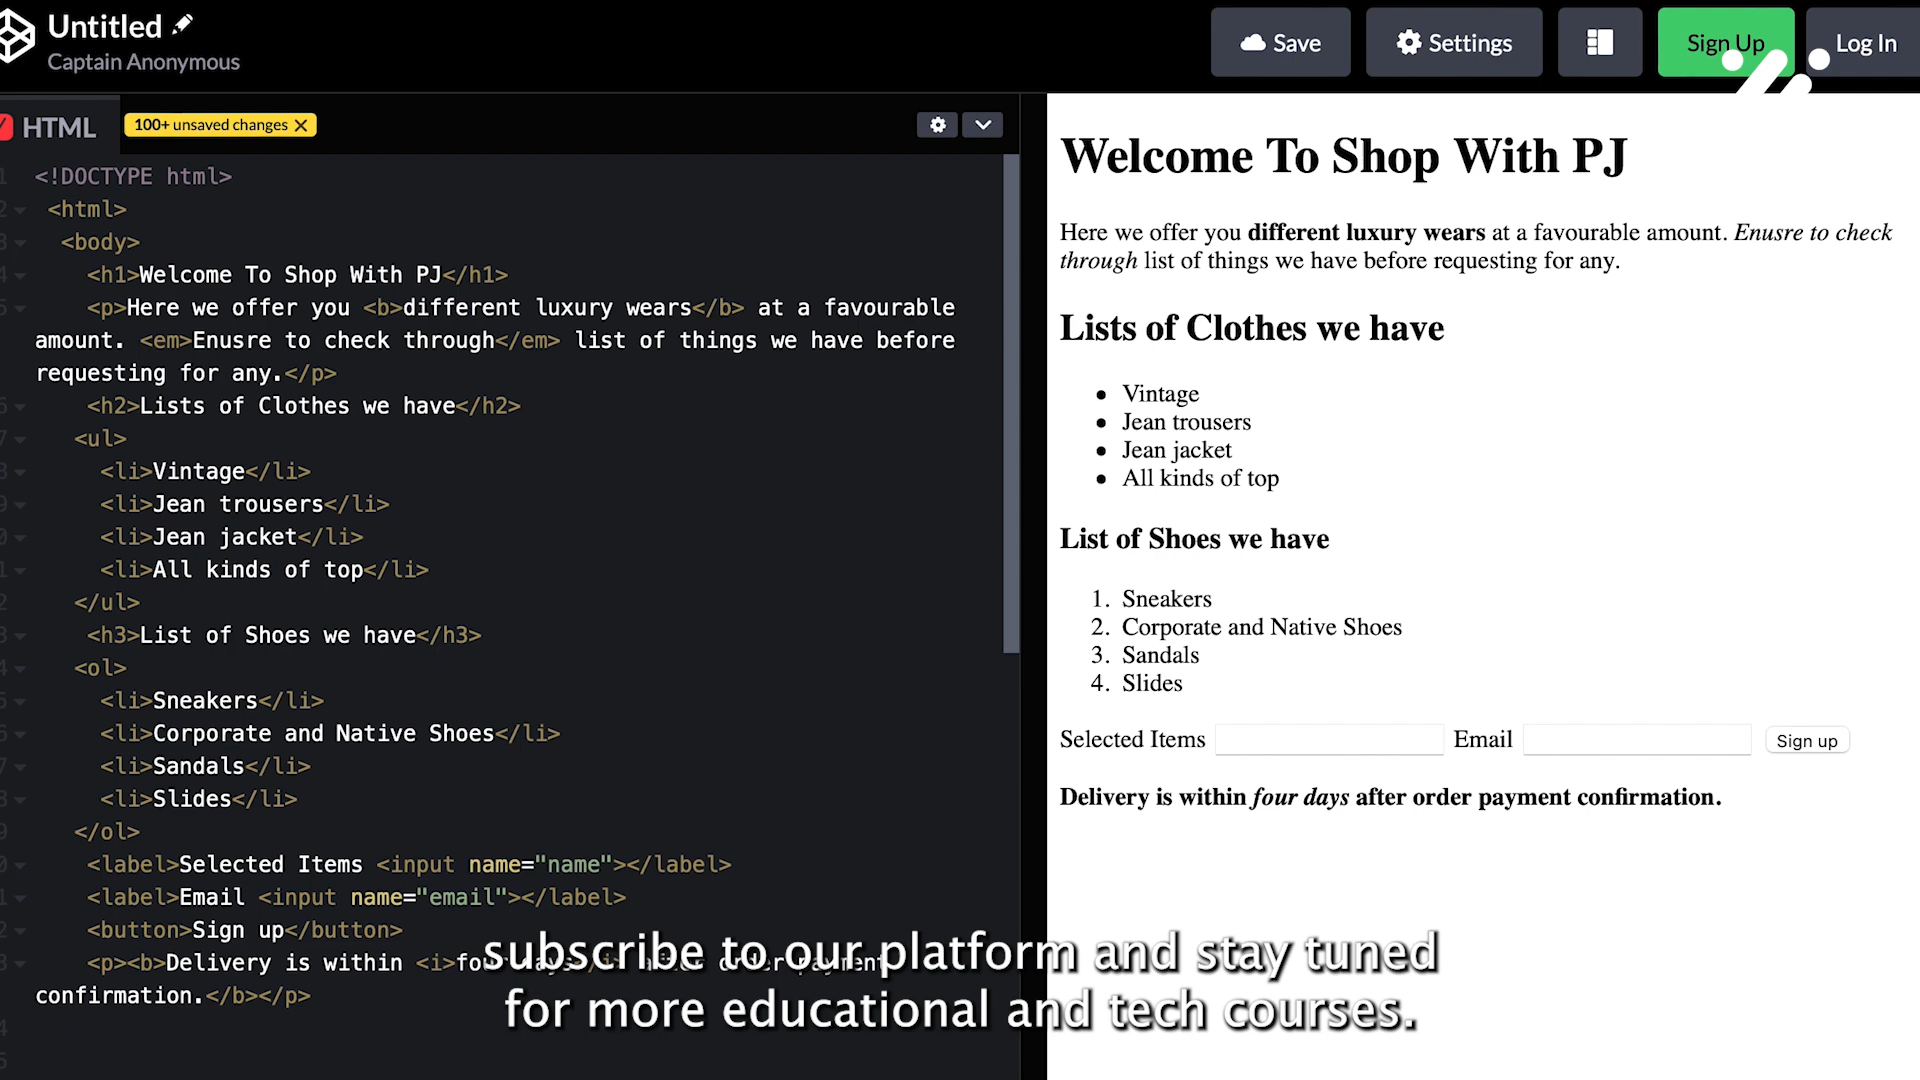 Untitled
Captain Anonymous
Save
Settings
Sign Up
Log In
HTML
100+ unsaved changes
<!DOCTYPE html>
<html>
<body>
<h1>Welcome To Shop With PJ</h1>
<p>Here we offer you <b>different luxury wears</b> at a favourable
amount. <em>Enusre to check through</em> list of things we have before
requesting for any.</p>
<h2>Lists of Clothes we have</h2>
<ul>
<li>Vintage</li>
<li>Jean trousers</li>
<li>Jean jacket</li>
<li>All kinds of top</li>
</ul>
<h3>List of Shoes we have</h3>
<ol>
<li>Sneakers</li>
<li>Corporate and Native Shoes</li>
<li>Sandals</li>
<li>Slides</li>
</ol>
<label>Selected Items <input name="name"></label>
<label>Email <input name="email"></label>
<button>Sign up</button>
<p><b>Delivery is within <i>four days</i> after order payment
confirmation.</b></p>
Welcome To Shop With PJ
Here we offer you different luxury wears at a favourable amount. Enusre to check
through list of things we have before requesting for any.
Lists of Clothes we have
• Vintage
• Jean trousers
• Jean jacket
• All kinds of top
List of Shoes we have
1. Sneakers
2. Corporate and Native Shoes
3. Sandals
4. Slides
Selected Items Email Sign up
Delivery is within four days after order payment confirmation.
subscribe to our platform and stay tuned
for more educational and tech courses.